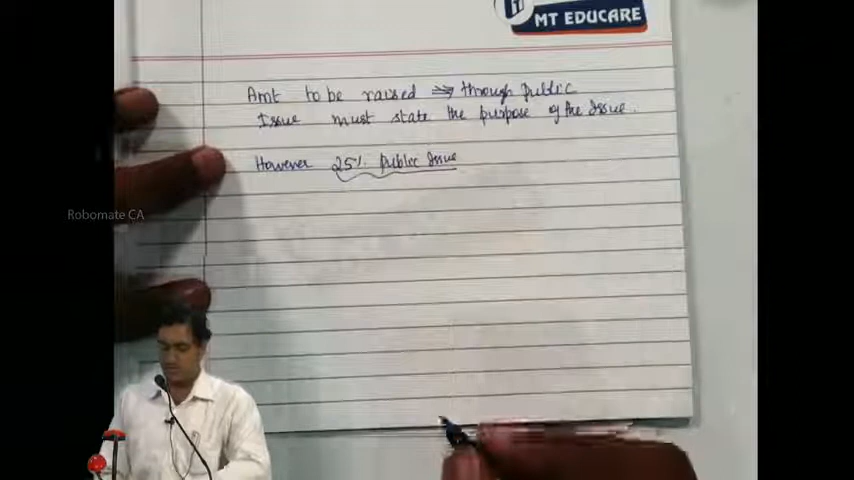 MT EDUCARE
Amt to be raised ⇒ through public
Issue must state the purpose of the Issue.
However 25% public Issue
Robomate CA